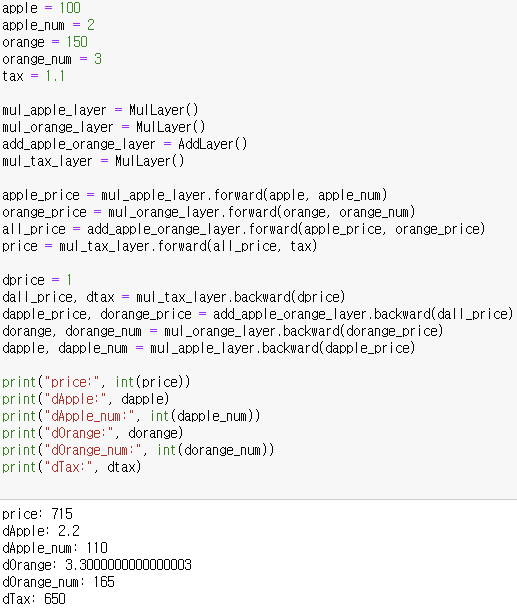 apple = 100
apple_num = 2
orange = 150
orange_num = 3
tax = 1.1
mul_apple_layer = MulLayer()
mul_orange_layer = MulLayer()
add_apple_orange_layer = AddLayer()
mul_tax_layer = MulLayer()
apple_price = mul_apple_layer.forward(apple, apple_num)
orange_price = mul_orange_layer.forward(orange, orange_num)
all_price = add_apple_orange_layer.forward(apple_price, orange_price)
price = mul_tax_layer.forward(all_price, tax)
dprice = 1
dall_price, dtax = mul_tax_layer.backward(dprice)
dapple_price, dorange_price = add_apple_orange_layer.backward(dall_price)
dorange, dorange_num = mul_orange_layer.backward(dorange_price)
dapple, dapple_num = mul_apple_layer.backward(dapple_price)
print("price:", int(price))
print("dApple:", dapple)
print("dApple_num:", int(dapple_num))
print("dOrange:", dorange)
print("dOrange_num:", int(dorange_num))
print("dTax:", dtax)
price: 715
dApple: 2.2
dApple_num: 110
dOrange: 3.3000000000000003
dOrange_num: 165
dTax: 650